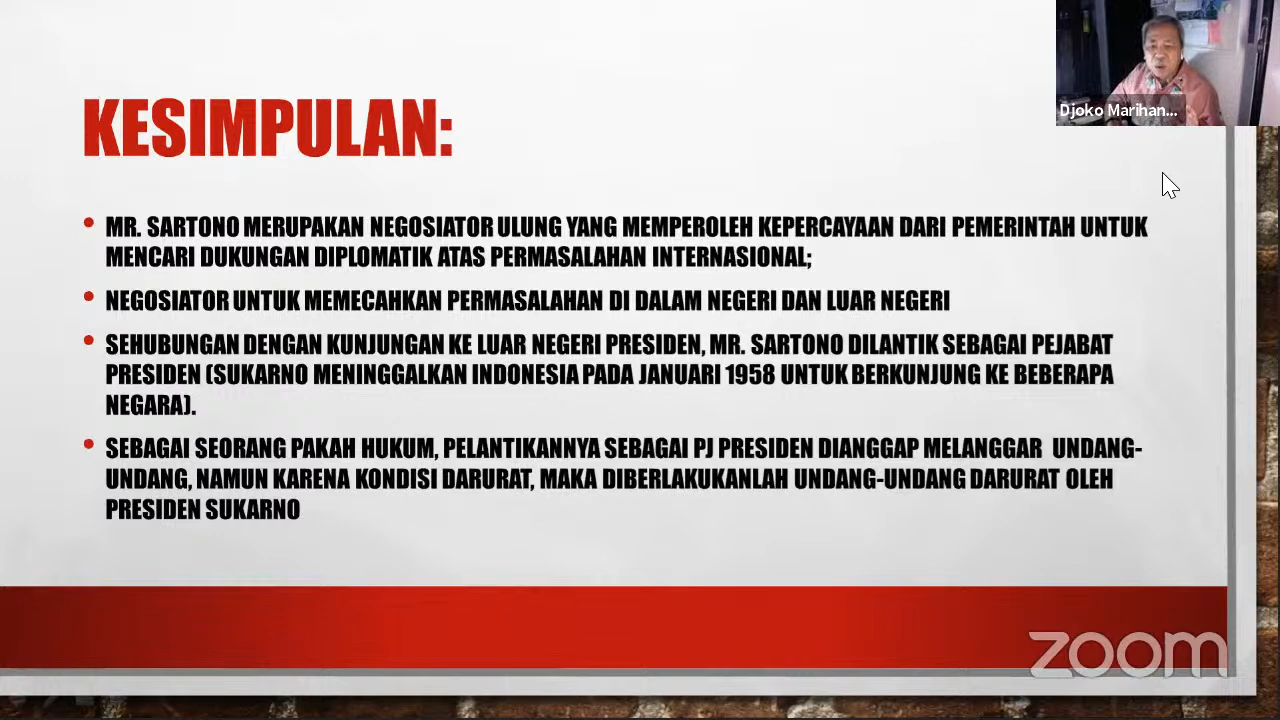 Djoko Marihan...
KESIMPULAN:
• MR. SARTONO MERUPAKAN NEGOSIATOR ULUNG YANG MEMPEROLEH KEPERCAYAAN DARI PEMERINTAH UNTUK
MENCARI DUKUNGAN DIPLOMATIK ATAS PERMASALAHAN INTERNASIONAL;
• NEGOSIATOR UNTUK MEMECAHKAN PERMASALAHAN DI DALAM NEGERI DAN LUAR NEGERI
• SEHUBUNGAN DENGAN KUNJUNGAN KE LUAR NEGERI PRESIDEN, MR. SARTONO DILANTIK SEBAGAI PEJABAT
PRESIDEN (SUKARNO MENINGGALKAN INDONESIA PADA JANUARI 1958 UNTUK BERKUNJUNG KE BEBERAPA
NEGARA).
• SEBAGAI SEORANG PAKAH HUKUM, PELANTIKANNYA SEBAGAI PJ PRESIDEN DIANGGAP MELANGGAR UNDANG-
UNDANG, NAMUN KARENA KONDISI DARURAT, MAKA DIBERLAKUKANLAH UNDANG-UNDANG DARURAT OLEH
PRESIDEN SUKARNO
zoom